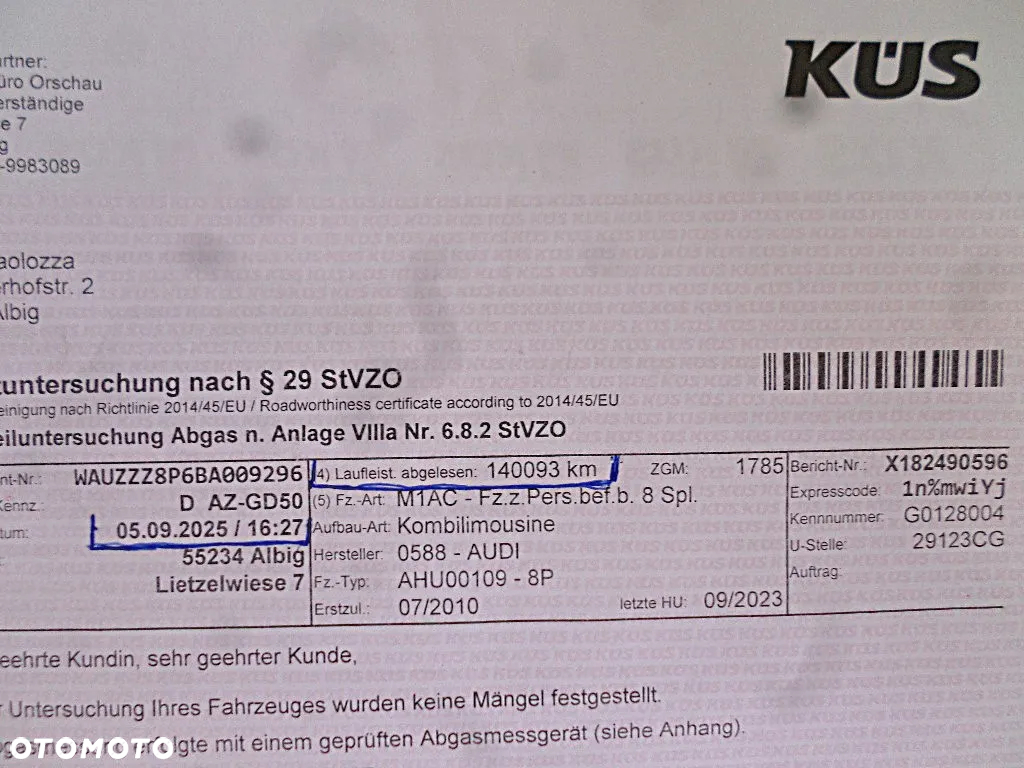 KÜS
rtner:
üro Orschau
erständige
e 7
g
-9983089
aolozza
rhofstr. 2
Albig
untersuchung nach § 29 StVZO
einigung nach Richtlinie 2014/45/EU / Roadworthiness certificate according to 2014/45/EU
eiluntersuchung Abgas n. Anlage VIIIa Nr. 6.8.2 StVZO
nt-Nr.: WAUZZZ8P6BA009296 (4) Laufleist. abgelesen: 140093 km ZGM: 1785 Bericht-Nr.: X182490596
Kennz.: D AZ-GD50 (5) Fz.-Art: M1AC - Fz.z.Pers.bef.b. 8 Spl. Expresscode: 1n%mwiYj
tum: 05.09.2025 / 16:27 Aufbau-Art: Kombilimousine Kennnummer: G0128004
55234 Albig Hersteller: 0588 - AUDI U-Stelle: 29123CG
Lietzelwiese 7 Fz.-Typ: AHU00109 - 8P Auftrag:
Erstzul.: 07/2010 letzte HU: 09/2023
eehrte Kundin, sehr geehrter Kunde,
r Untersuchung Ihres Fahrzeuges wurden keine Mängel festgestellt.
erfolgte mit einem geprüften Abgasmessgerät (siehe Anhang).
OTOMOTO